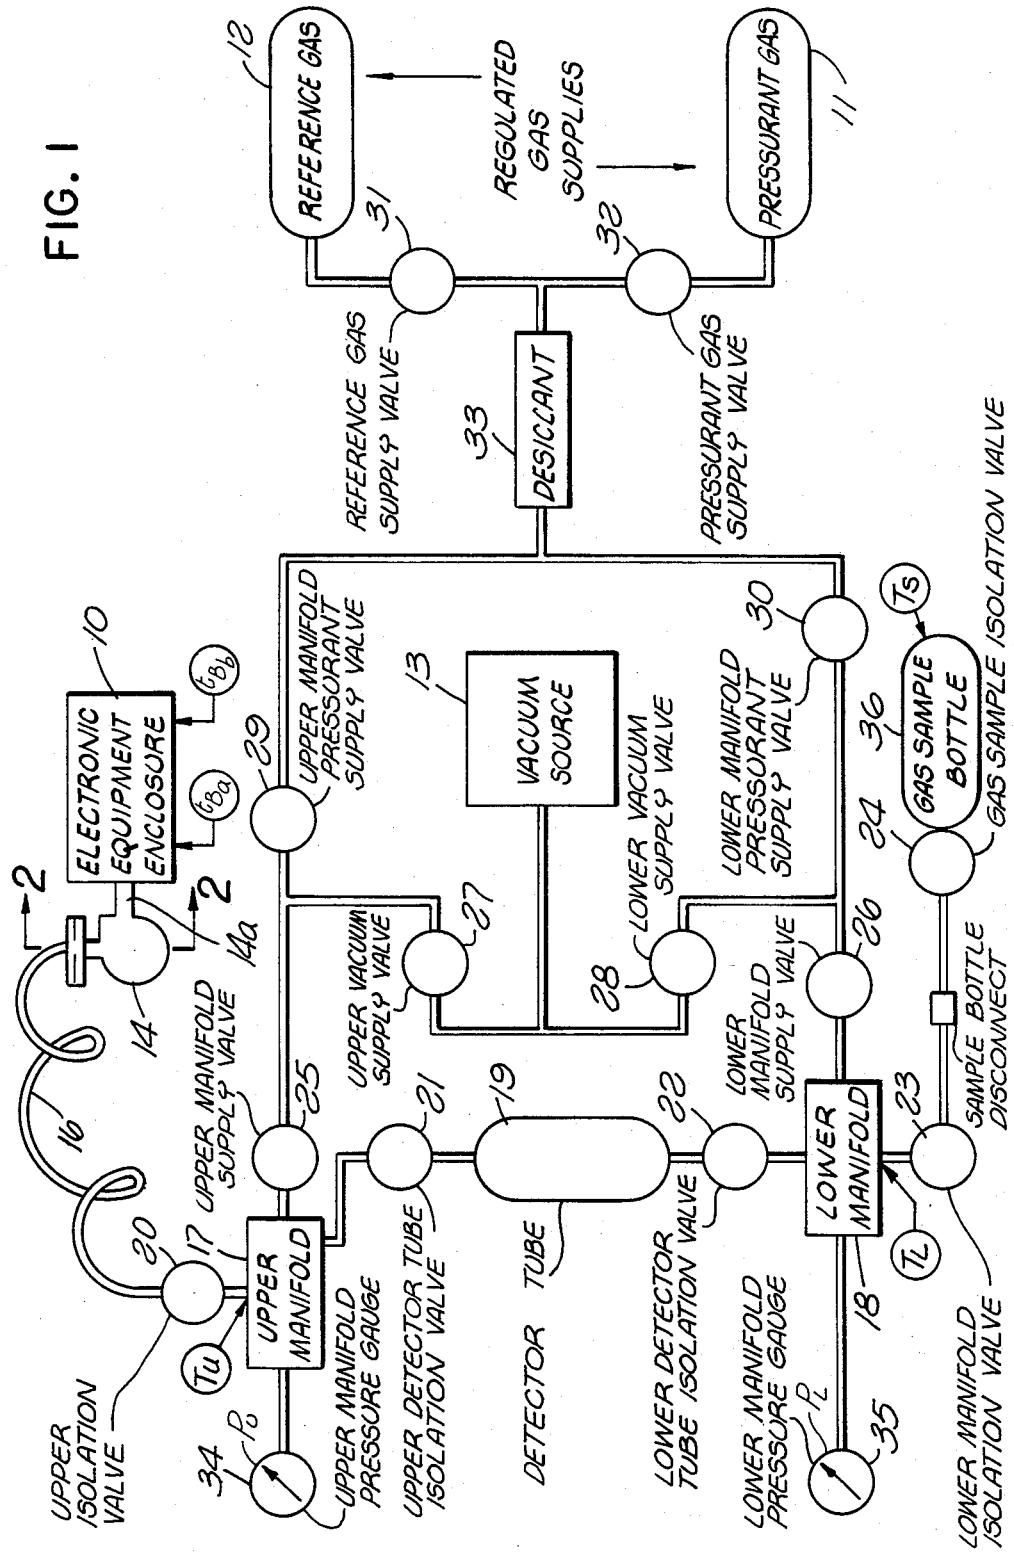 FIG. 1
12
REFERENCE GAS
REGULATED
GAS
SUPPLIES
PRESSURANT GAS
11
31
32
REFERENCE GAS
SUPPLY VALVE
33
DESICCANT
PRESSURANT GAS
SUPPLY VALVE
10
ELECTRONIC
EQUIPMENT
ENCLOSURE
tBa
tBb
2
2
14
14a
16
29
UPPER MANIFOLD
PRESSURANT
SUPPLY VALVE
13
VACUUM
SOURCE
30
LOWER MANIFOLD
PRESSURANT
SUPPLY VALVE
TS
36
GAS SAMPLE
BOTTLE
24
GAS SAMPLE ISOLATION VALVE
UPPER MANIFOLD
SUPPLY VALVE
25
UPPER VACUUM
SUPPLY VALVE
27
LOWER VACUUM
SUPPLY VALVE
28
LOWER
MANIFOLD
SUPPLY VALVE
26
SAMPLE BOTTLE
DISCONNECT
20
17
UPPER
MANIFOLD
Tu
21
19
22
LOWER
MANIFOLD
18
TL
23
UPPER
ISOLATION
VALVE
34
PU
UPPER MANIFOLD
PRESSURE GAUGE
UPPER DETECTOR TUBE
ISOLATION VALVE
DETECTOR TUBE
LOWER DETECTOR
TUBE ISOLATION VALVE
LOWER MANIFOLD
PRESSURE GAUGE
PL
35
LOWER MANIFOLD
ISOLATION VALVE